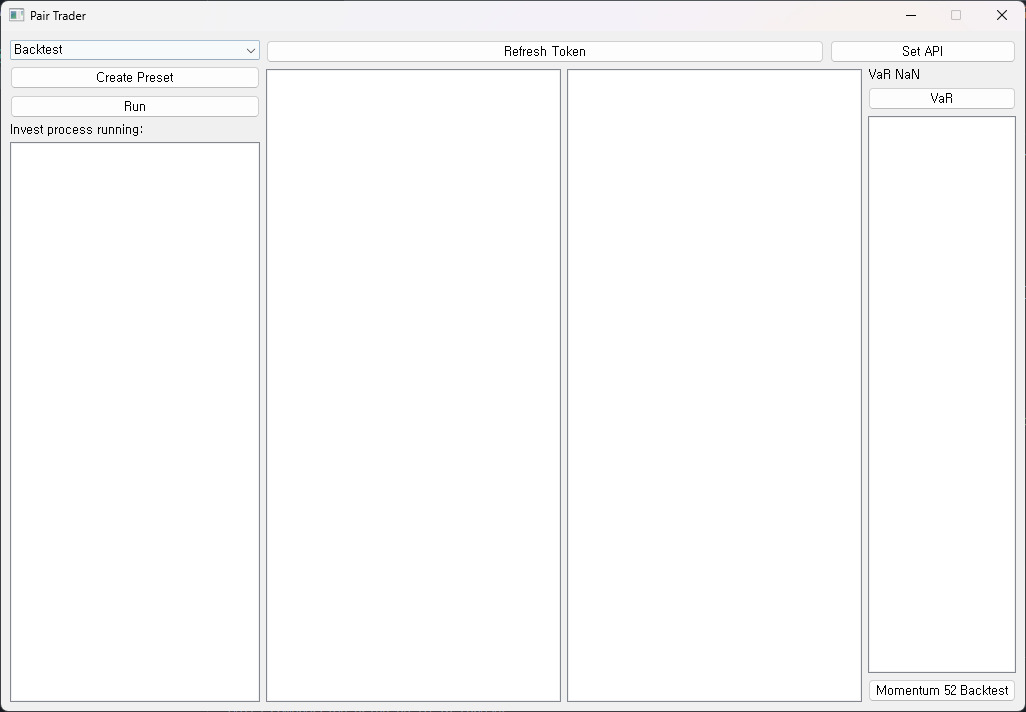 Pair Trader
Backtest
Refresh Token
Set API
Create Preset
VaR NaN
Run
VaR
Invest process running:
Momentum 52 Backtest